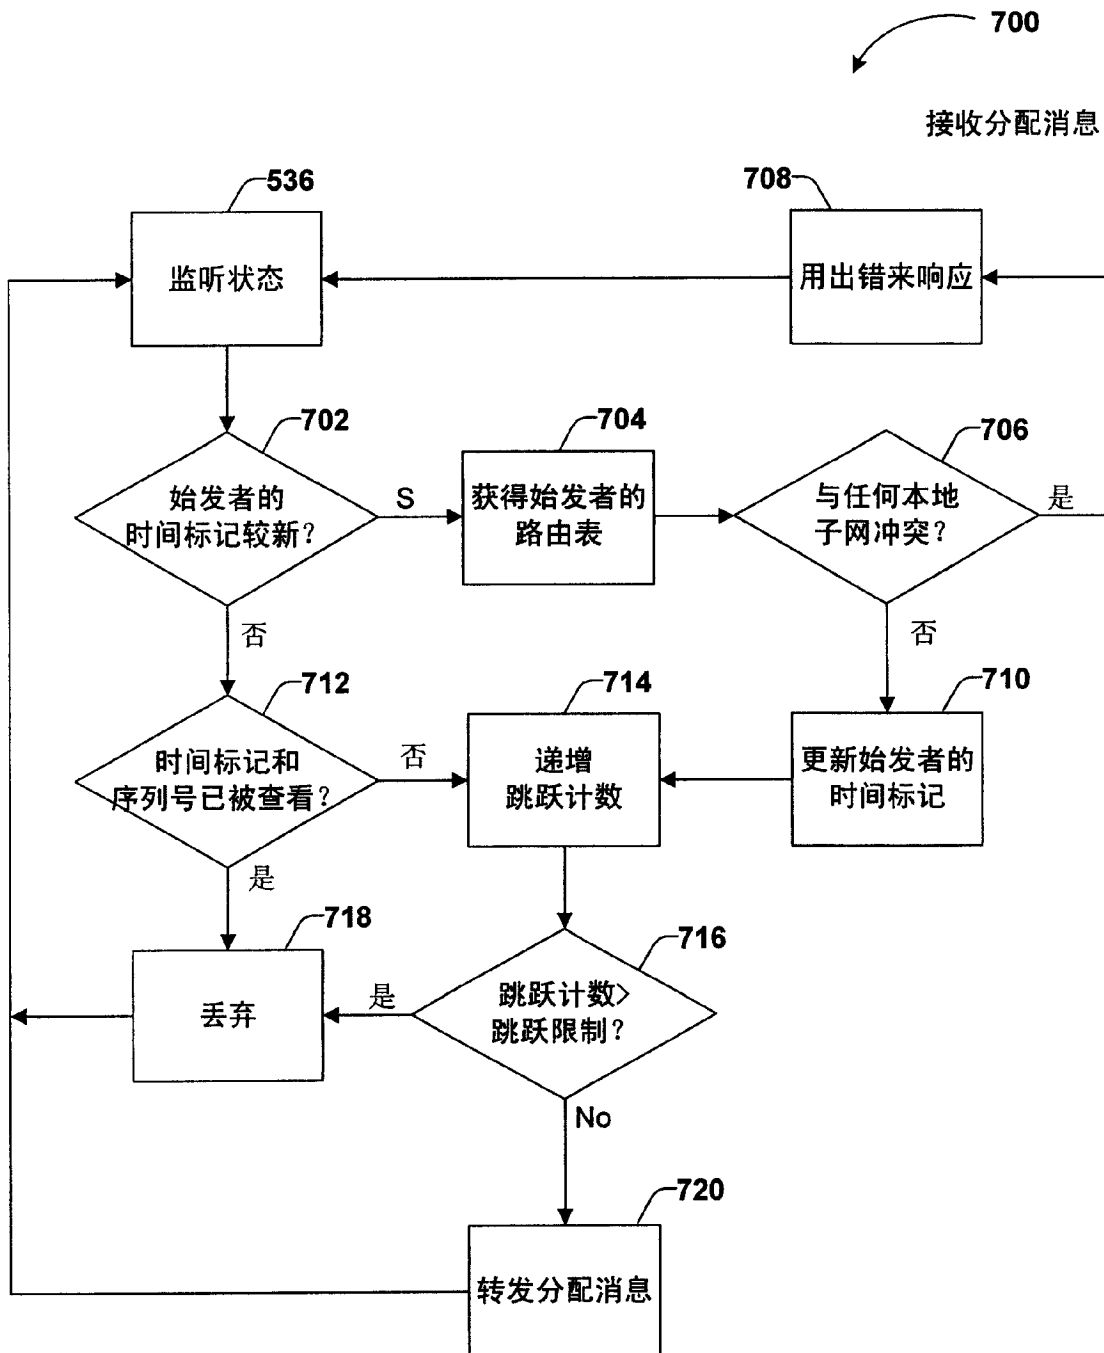 700
接收分配消息
536
708
监听状态
用出错来响应
702
704
706
始发者的
时间标记较新?
S
获得始发者的
路由表
与任何本地
子网冲突?
是
否
否
712
714
710
时间标记和
序列号已被查看?
否
递增
跳跃计数
更新始发者的
时间标记
是
718
716
丢弃
是
跳跃计数>
跳跃限制?
No
720
转发分配消息